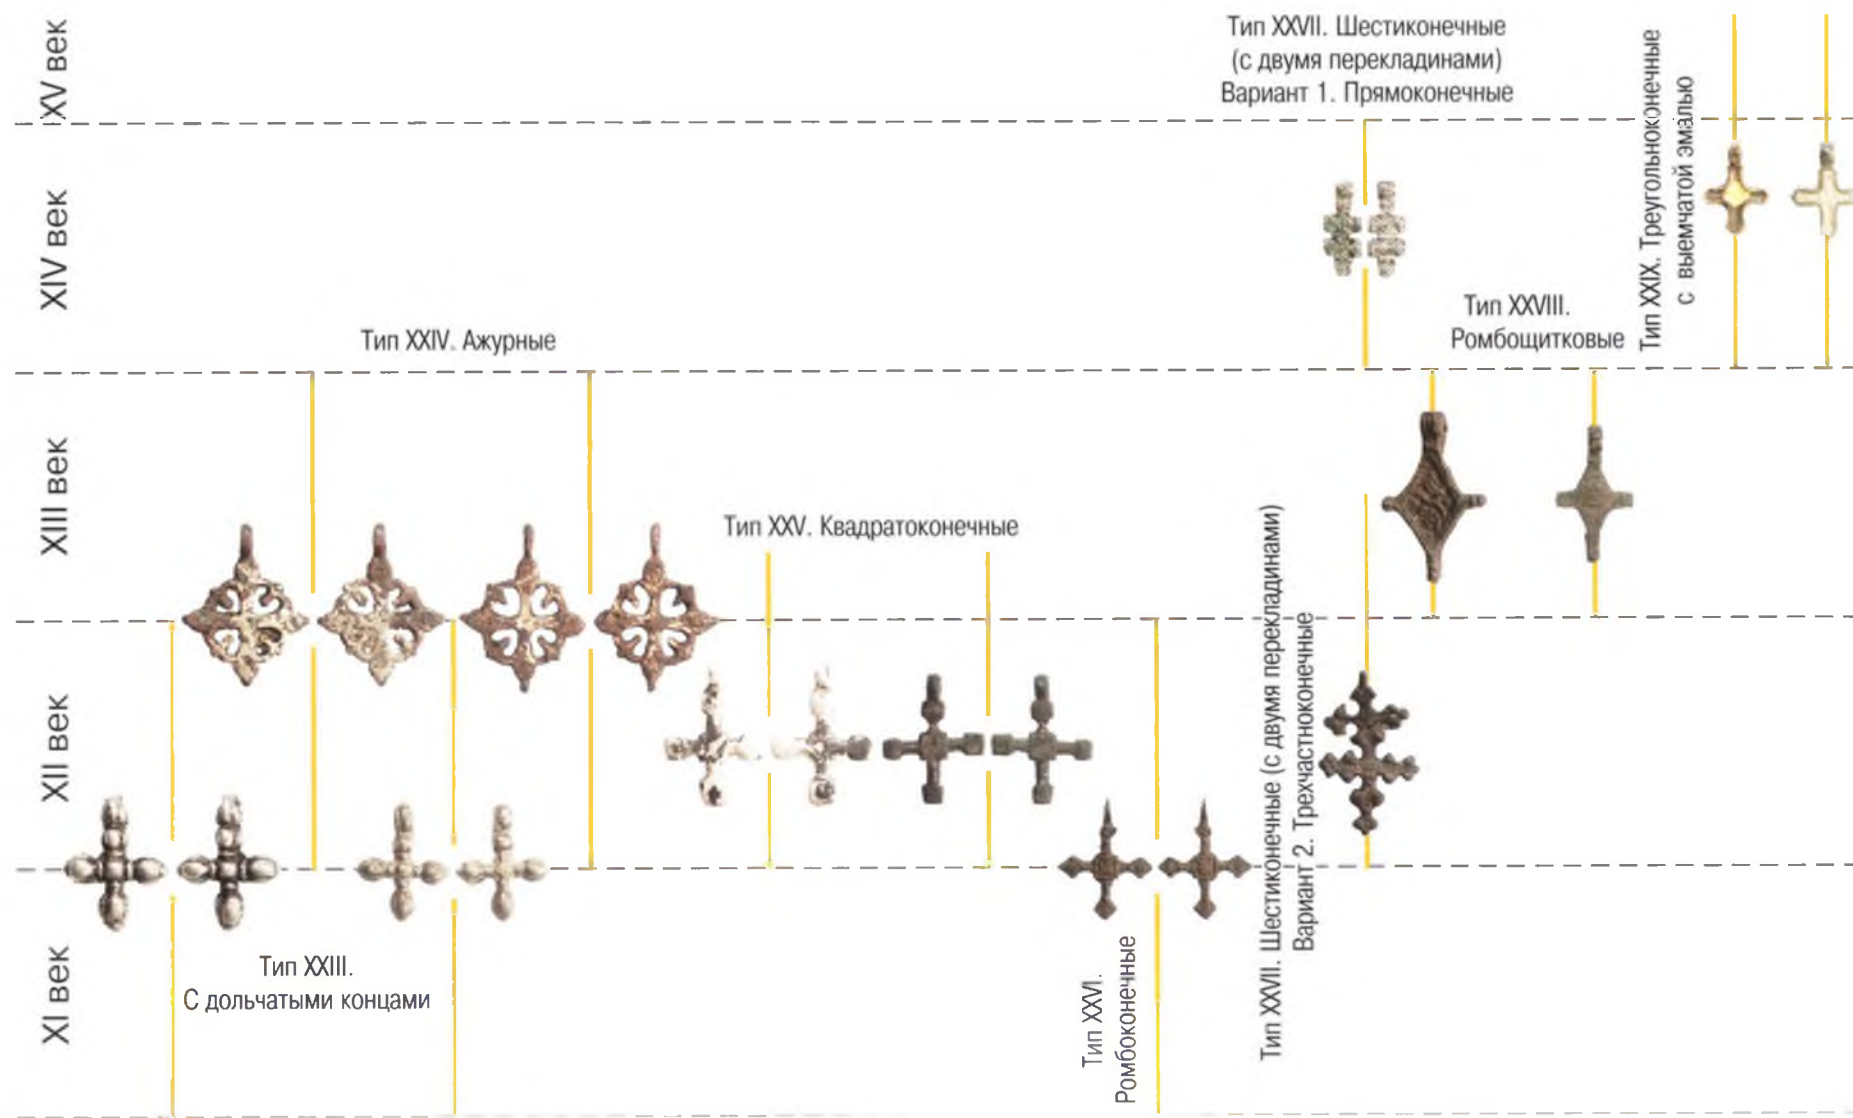 XV век
XIV век
XIII век
XII век
XI век
Тип XXVII. Шестиконечные
(с двумя перекладинами)
Вариант 1. Прямоконечные
Тип XXIX. Треугольноконечные
с выемчатой эмалью
Тип XXVIII.
Ромбощитковые
Тип XXIV. Ажурные
Тип XXV. Квадратоконечные
Тип XXVII. Шестиконечные (с двумя перекладинами)
Вариант 2. Трехчастноконечные
Тип XXIII.
С дольчатыми концами
Тип XXVI.
Ромбоконечные